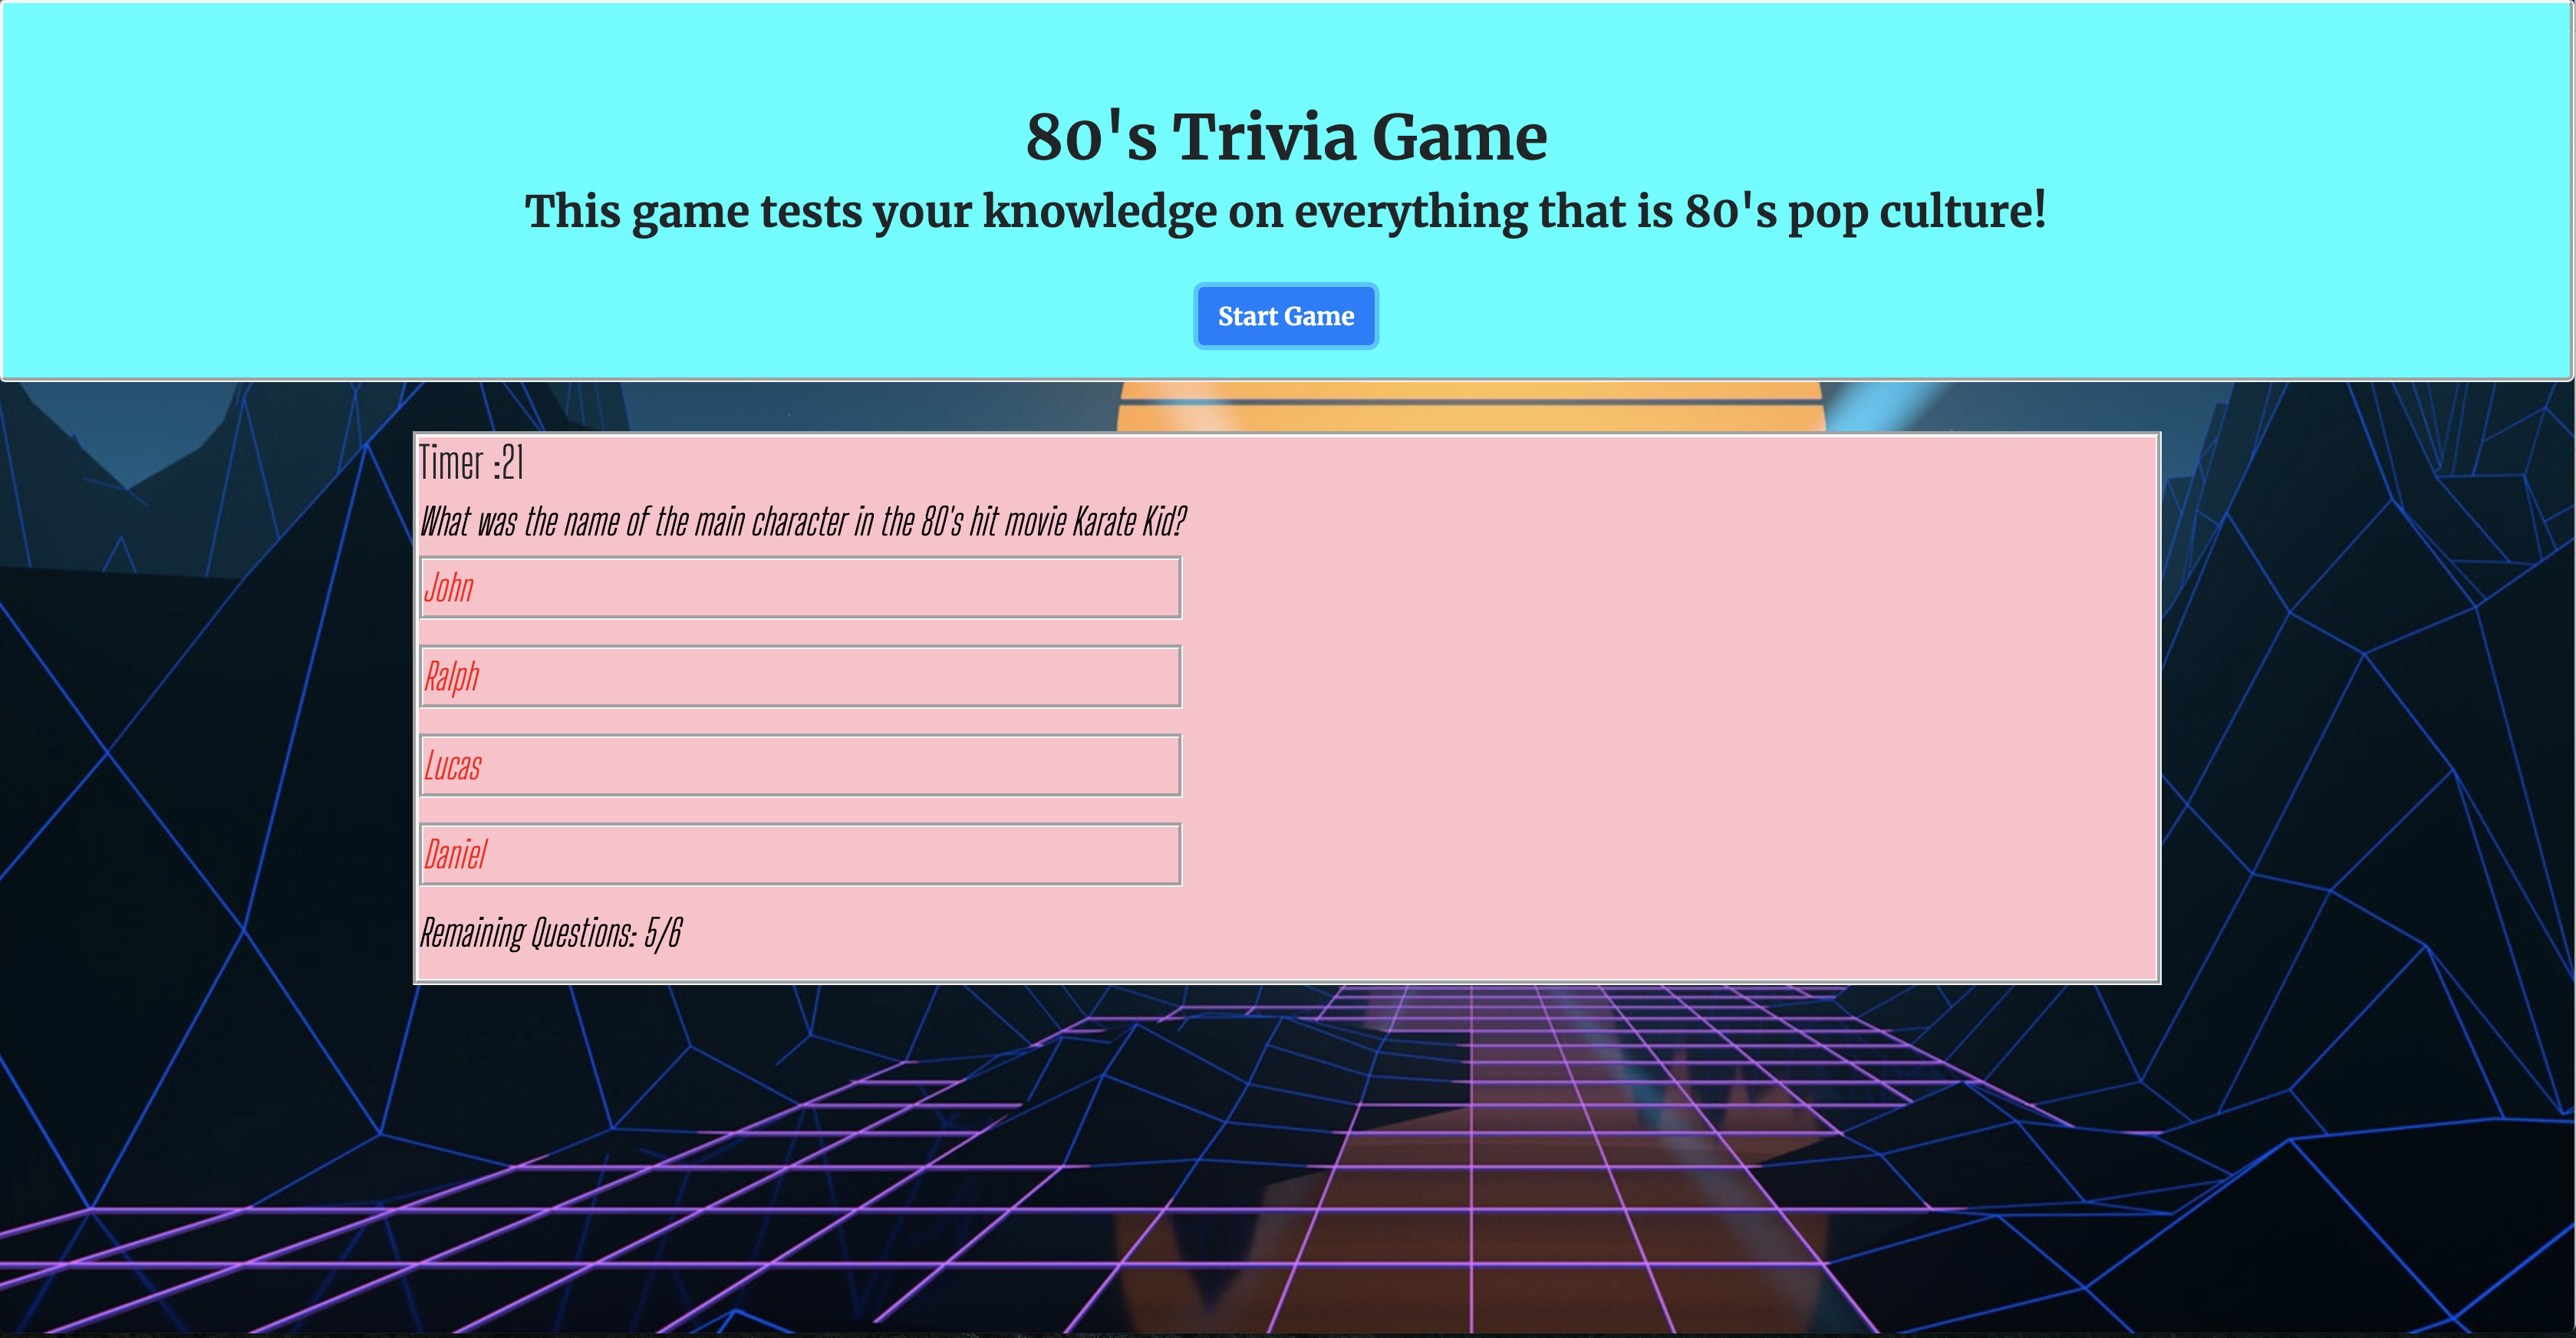 80's Trivia Game
This game tests your knowledge on everything that is 80's pop culture!
Start Game
Timer :21
What was the name of the main character in the 80's hit movie Karate Kid?
John
Ralph
Lucas
Daniel
Remaining Questions: 5/6